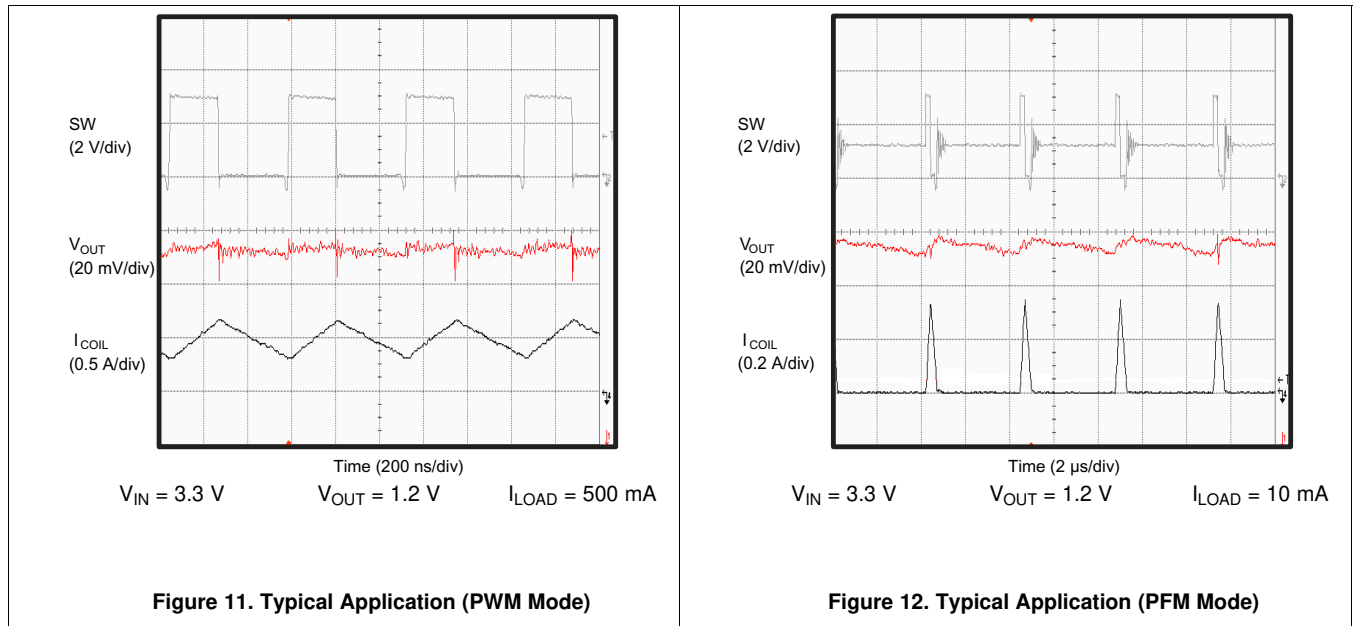 SW
(2 V/div)
VOUT
(20 mV/div)
ICOIL
(0.5 A/div)
Time (200 ns/div)
VIN = 3.3 V VOUT = 1.2 V ILOAD = 500 mA
Figure 11. Typical Application (PWM Mode)
SW
(2 V/div)
VOUT
(20 mV/div)
ICOIL
(0.2 A/div)
Time (2 µs/div)
VIN = 3.3 V VOUT = 1.2 V ILOAD = 10 mA
Figure 12. Typical Application (PFM Mode)